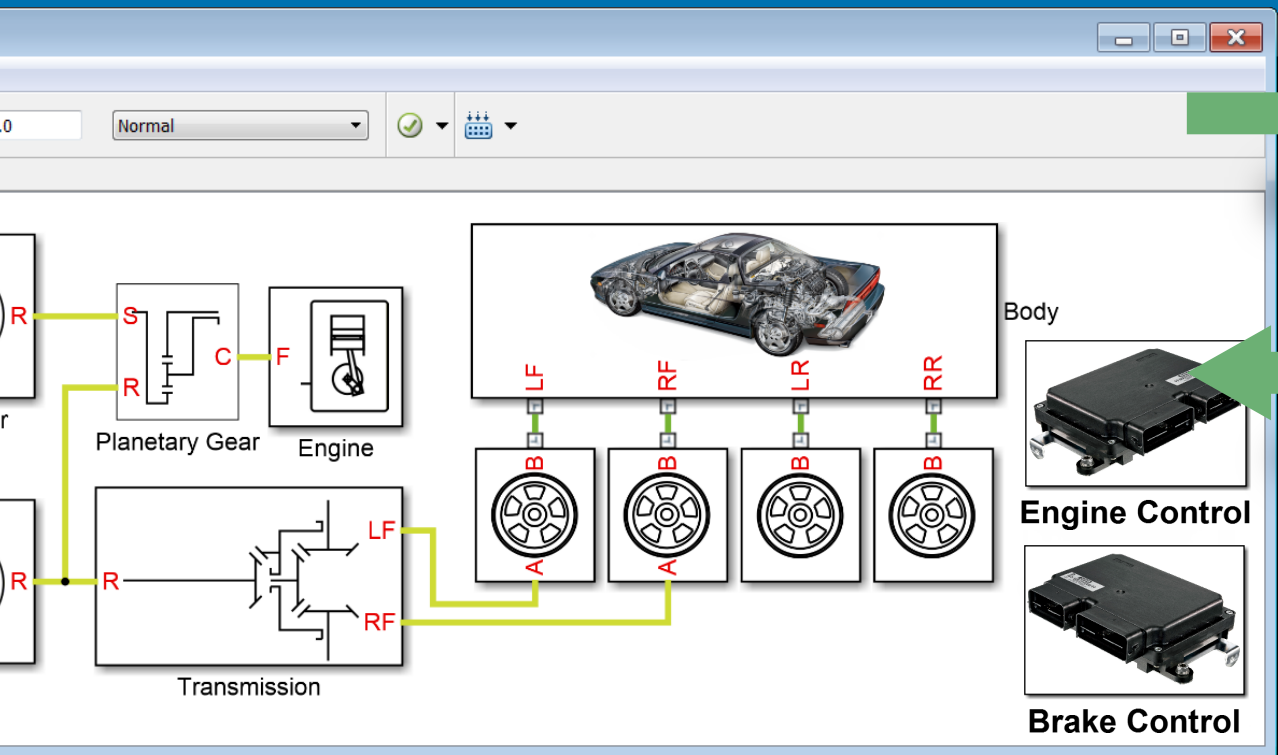 .0
Normal
R
S
R
C
F
Planetary Gear
Engine
r
R
R
LF
RF
Transmission
LF
RF
LR
RR
B
B
B
B
A
A
Body
Engine Control
Brake Control